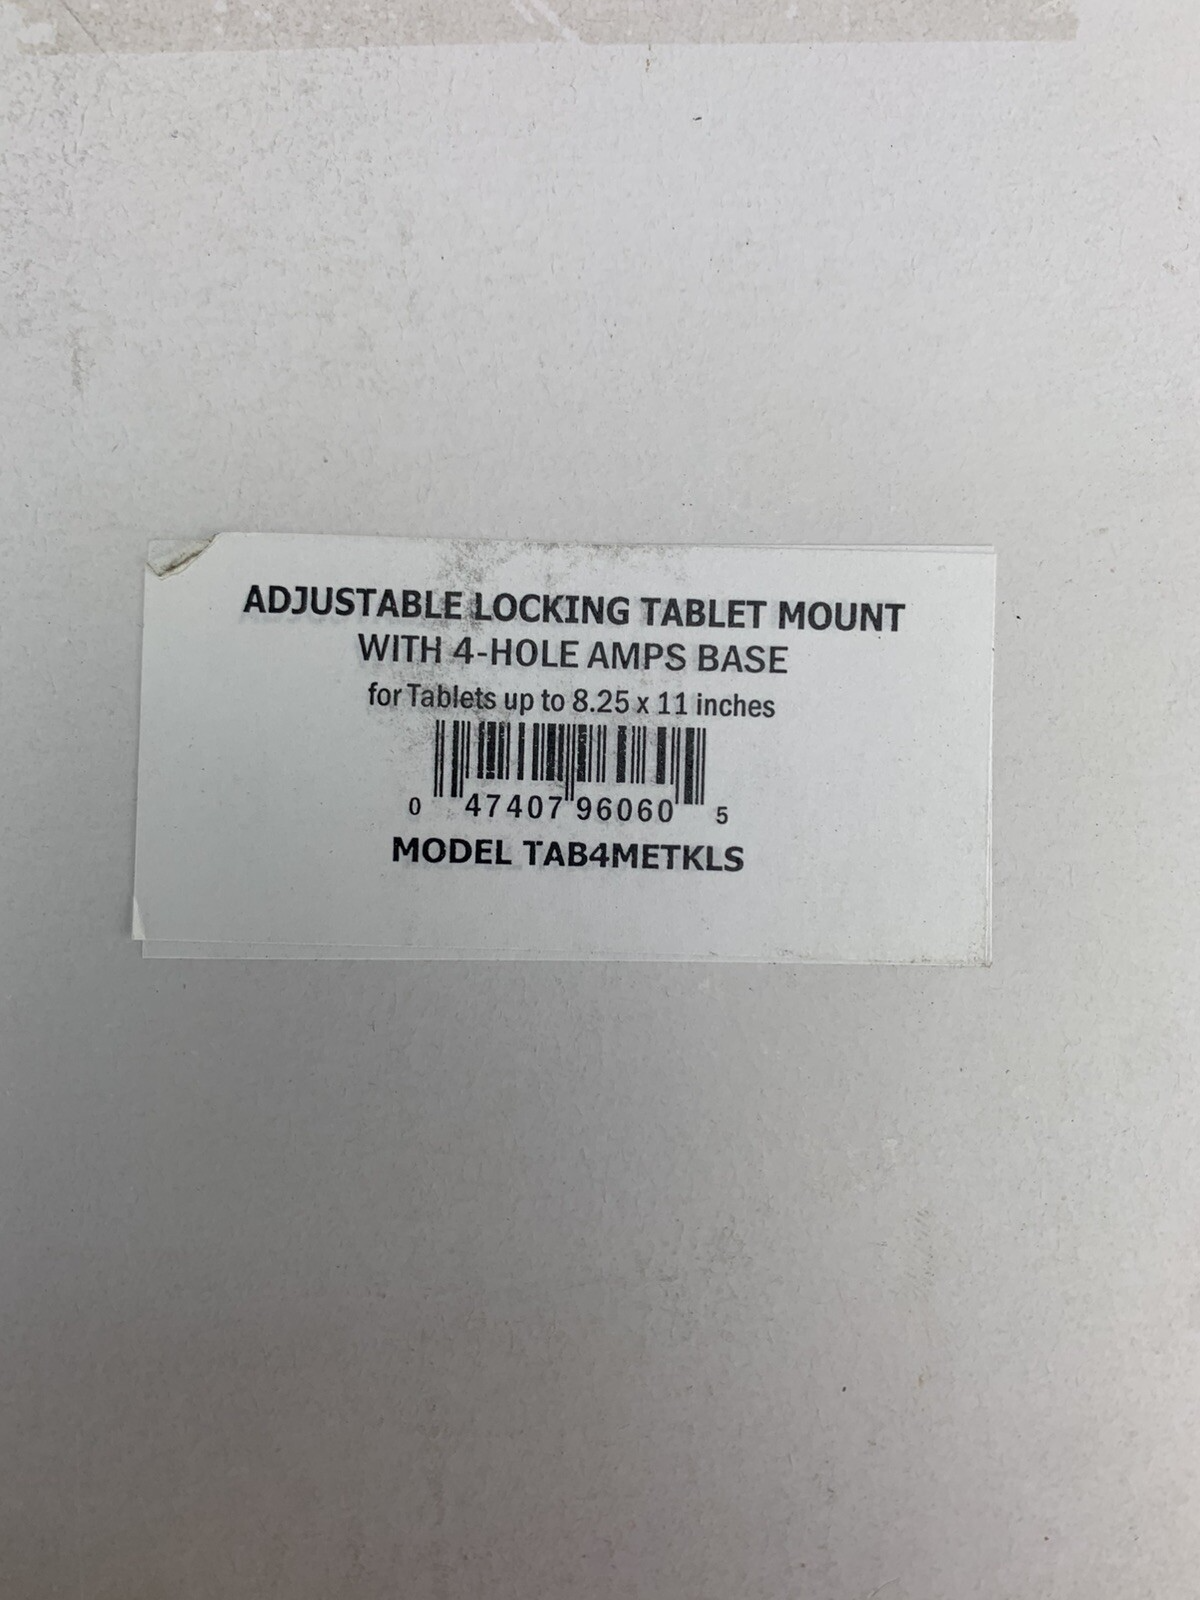 ADJUSTABLE LOCKING TABLET MOUNT
WITH 4-HOLE AMPS BASE
for Tablets up to 8.25 x 11 inches
0 47407 96060 5
MODEL TAB4METKLS